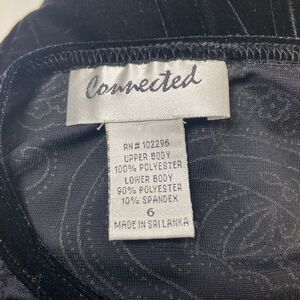 Connected
RN# 102296
UPPER BODY
100% POLYESTER
LOWER BODY
90% POLYESTER
10% SPANDEX
6
MADE IN SRI LANKA